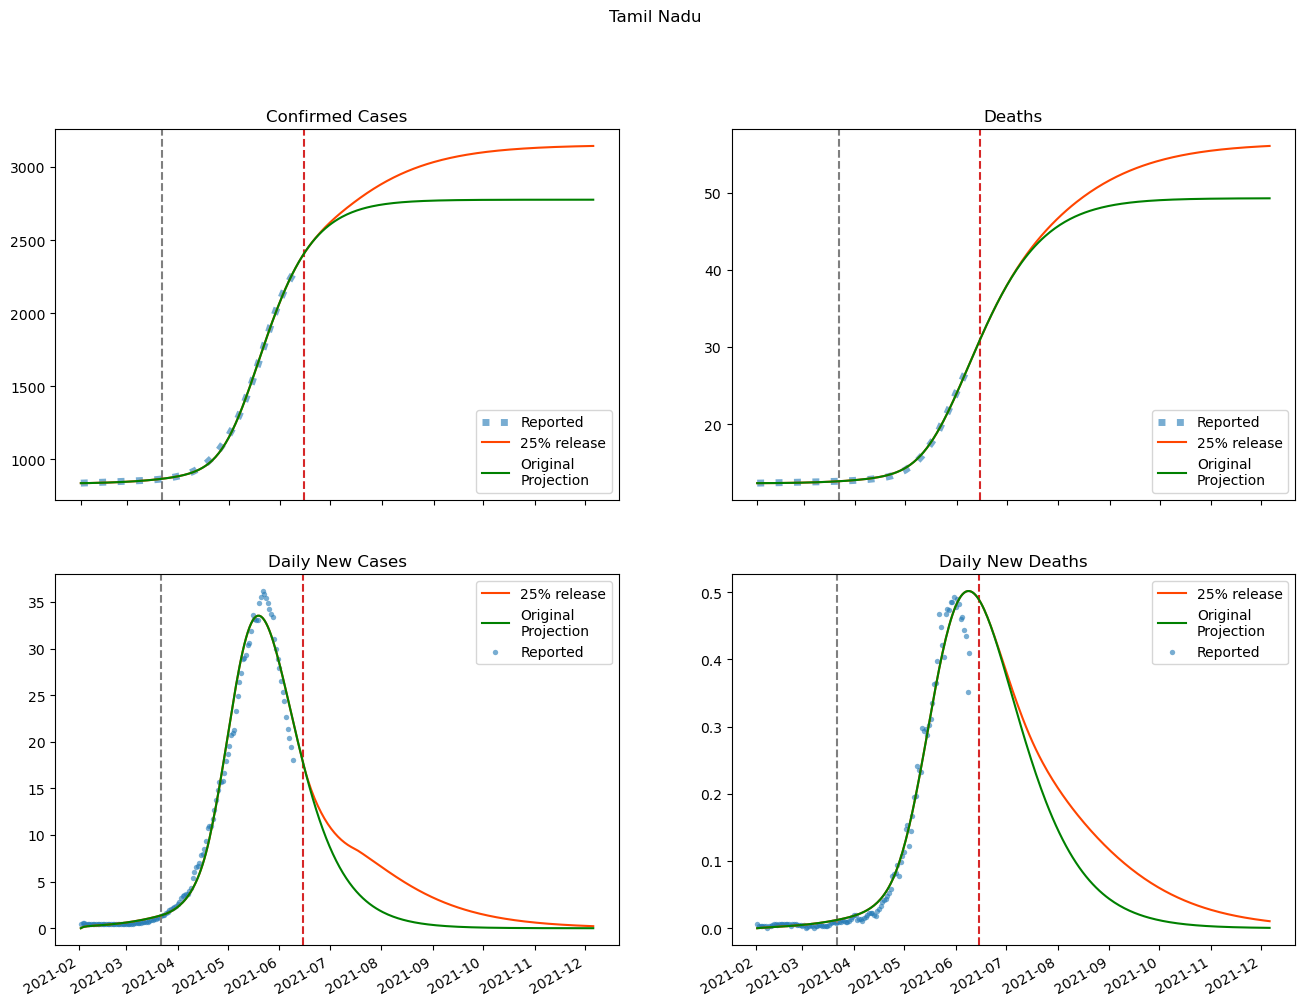 Tamil Nadu
Confirmed Cases
3000
2500
2000
1500
1000
Reported
25% release
Original
Projection
Deaths
50
40
30
20
Reported
25% release
Original
Projection
Daily New Cases
35
30
25
20
15
10
5
0
25% release
Original
Projection
Reported
2021-02
2021-03
2021-04
2021-05
2021-06
2021-07
2021-08
2021-09
2021-10
2021-11
2021-12
Daily New Deaths
0.5
0.4
0.3
0.2
0.1
0.0
25% release
Original
Projection
Reported
2021-02
2021-03
2021-04
2021-05
2021-06
2021-07
2021-08
2021-09
2021-10
2021-11
2021-12